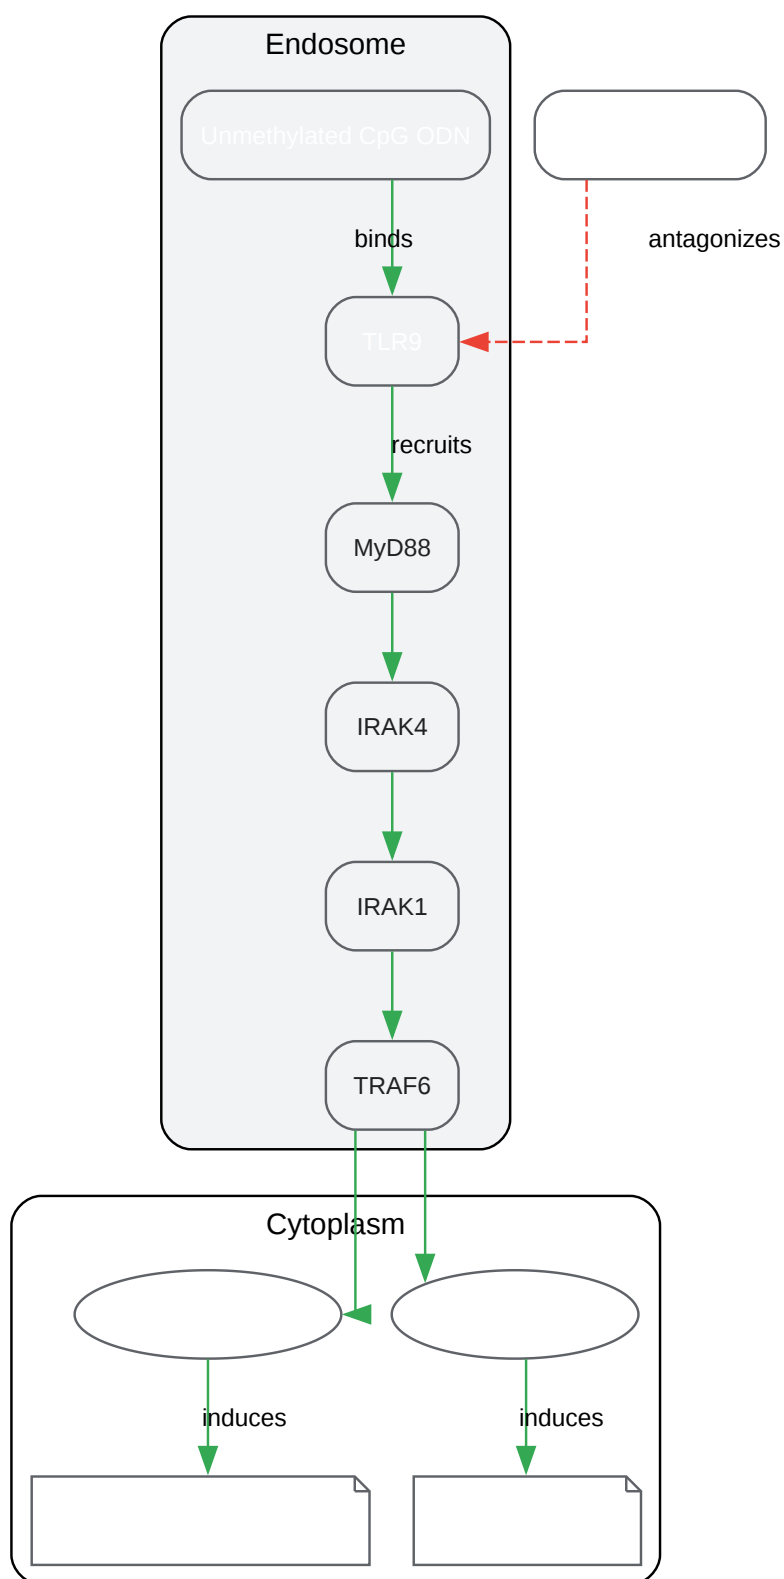 Endosome
Unmethylated CpG ODN
binds
antagonizes
TLR9
recruits
MyD88
IRAK4
IRAK1
TRAF6
Cytoplasm
induces
induces